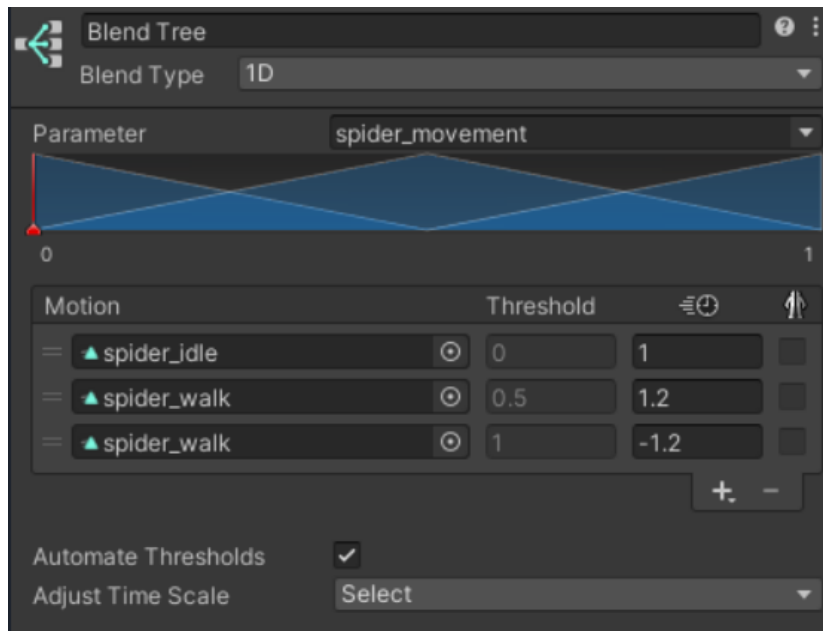 Blend Tree
Blend Type 1D
Parameter spider_movement
0 1
Motion Threshold
spider_idle 0 1
spider_walk 0.5 1.2
spider_walk 1 -1.2
+ -
Automate Thresholds
Adjust Time Scale Select